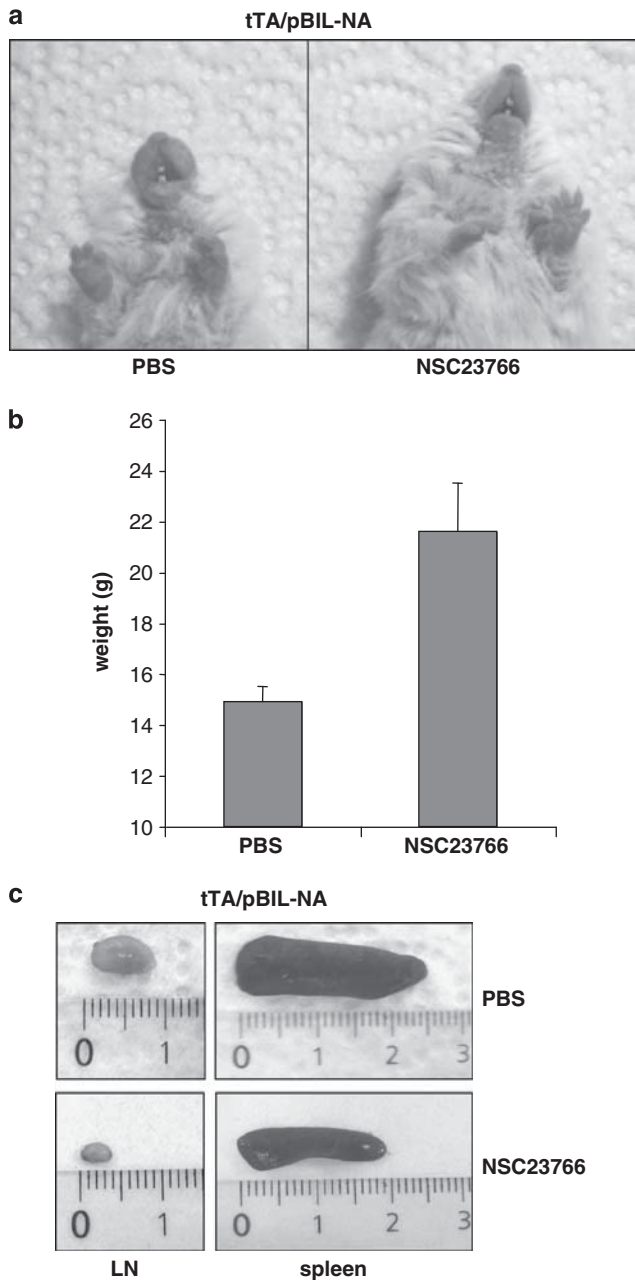 a
tTA/pBIL-NA
PBS NSC23766
b
weight (g)
26
24
22
20
18
16
14
12
10
PBS NSC23766
c
tTA/pBIL-NA
0 1
0 1 2 3
PBS
0 1
0 1 2 3
NSC23766
LN spleen